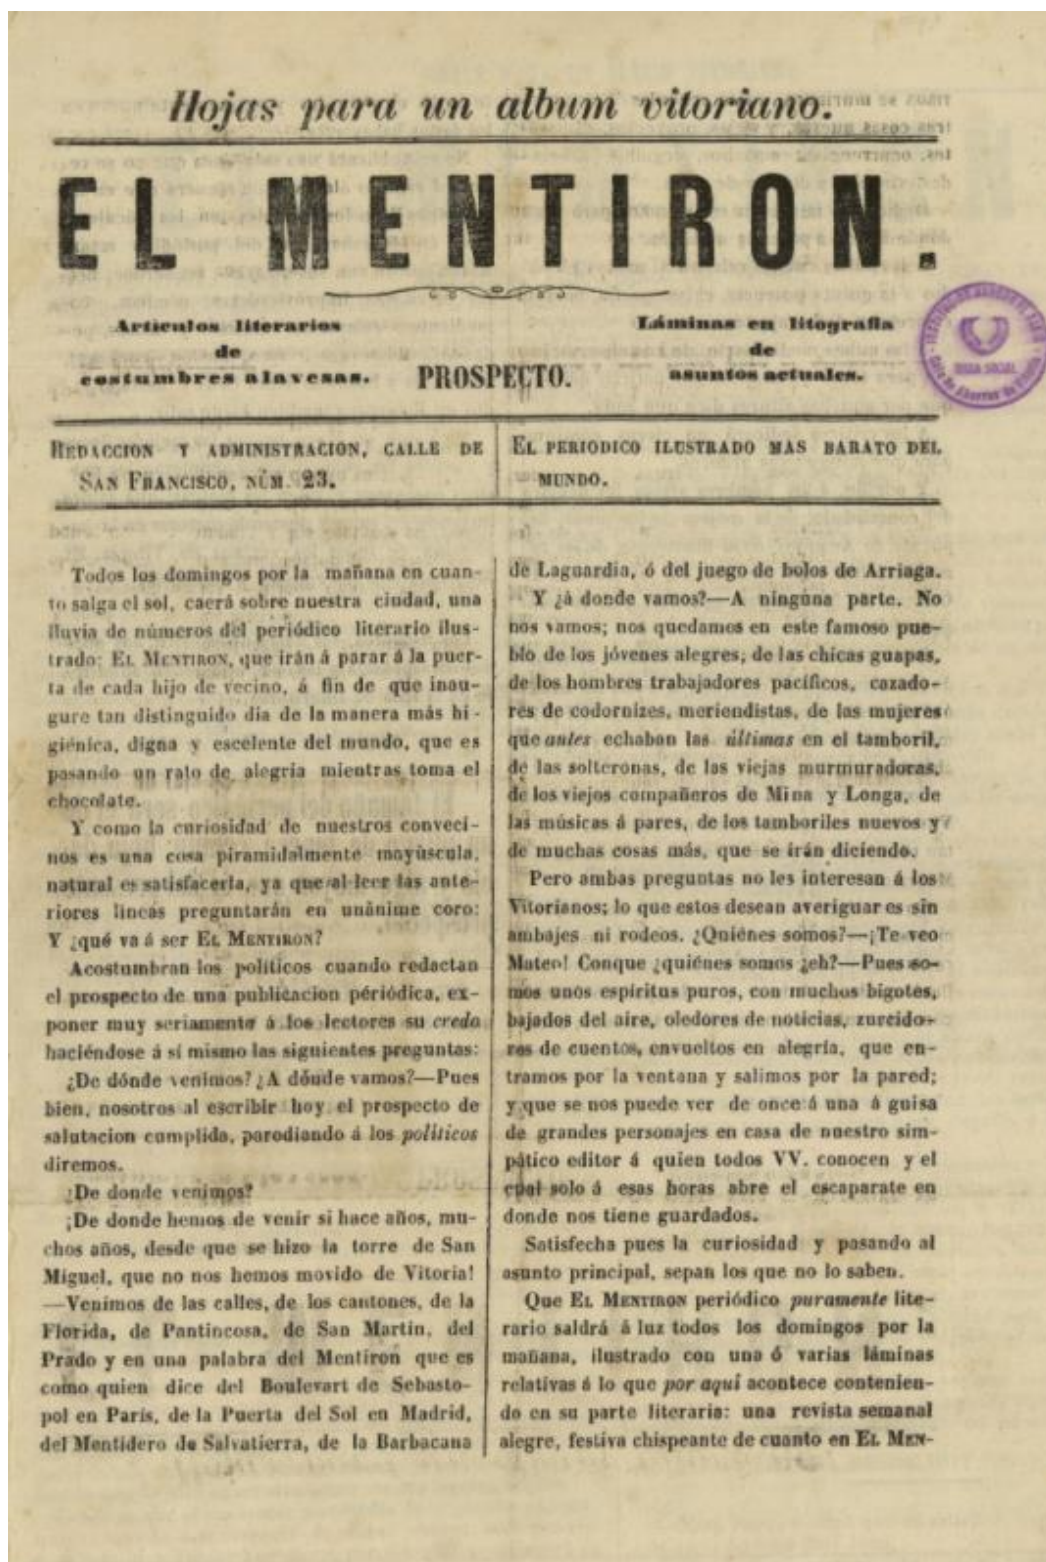 Hojas para un album vitoriano.
EL MENTIRON.
Artículos literarios
de
costumbres alavesas.
PROSPECTO.
Láminas en litografia
de
asuntos actuales.
REDACCION Y ADMINISTRACION, CALLE DE
SAN FRANCISCO, NÚM. 23.
EL PERIODICO ILUSTRADO MAS BARATO DEL
MUNDO.
Todos los domingos por la mañana en cuan-
to salga el sol, caerá sobre nuestra ciudad, una
lluvia de números del periódico literario ilus-
trado: EL MENTIRON, que irán á parar á la puer-
ta de cada hijo de vecino, á fin de que inau-
gure tan distinguido dia de la manera más hi-
giénica, digna y escelente del mundo, que es
pasando un rato de alegria mientras toma el
chocolate.
Y como la curiosidad de nuestros conveci-
nos es una cosa piramidalmente mayúscula,
natural es satisfacerla, ya que al leer las ante-
riores lineas preguntarán en unánime coro:
Y ¿qué va á ser EL MENTIRON?
Acostumbran los políticos cuando redactan
el prospecto de una publicacion périódica, ex-
poner muy seriamente á los lectores su credo
haciéndose á sí mismo las siguientes preguntas:
¿De dónde venimos? ¿A dónde vamos?—Pues
bien, nosotros al escribir hoy el prospecto de
salutacion cumplida, parodiando á los políticos
diremos.
¿De donde venimos?
¡De donde hemos de venir si hace años, mu-
chos años, desde que se hizo la torre de San
Miguel, que no nos hemos movido de Vitoria!
—Venimos de las calles, de los cantones, de la
Florida, de Pantincosa, de San Martin, del
Prado y en una palabra del Mentiron que es
como quien dice del Boulevart de Sebasto-
pol en París, de la Puerta del Sol en Madrid,
del Mentidero de Salvatierra, de la Barbacana
de Laguardia, ó del juego de bolos de Arriaga.
Y ¿á donde vamos?—A ninguna parte. No
nos vamos; nos quedamos en este famoso pue-
blo de los jóvenes alegres, de las chicas guapas,
de los hombres trabajadores pacíficos, cazado-
res de codornizes, meriendistas, de las mujeres
que antes echaban las últimas en el tamboril,
de las solteronas, de las viejas murmuradoras,
de los viejos compañeros de Mina y Longa, de
las músicas á pares, de los tamboriles nuevos y
de muchas cosas más, que se irán diciendo.
Pero ambas preguntas no les interesan á los
Vitorianos; lo que estos desean averiguar es sin
ambajes ni rodeos. ¿Quiénes somos?—¡Te veo
Mateo! Conque ¿quiénes somos ¿eh?—Pues so-
mos unos espíritus puros, con muchos bigotes,
bajados del aire, oledores de noticias, zurcido-
res de cuentos, envueltos en alegría, que en-
tramos por la ventana y salimos por la pared;
y que se nos puede ver de once á una á guisa
de grandes personajes en casa de nuestro sim-
pático editor á quien todos VV. conocen y el
cual solo á esas horas abre el escaparate en
donde nos tiene guardados.
Satisfecha pues la curiosidad y pasando al
asunto principal, sepan los que no lo saben.
Que EL MENTIRON periódico puramente lite-
rario saldrá á luz todos los domingos por la
mañana, ilustrado con una ó varias láminas
relativas á lo que por aquí acontece contenien-
do en su parte literaria: una revista semanal
alegre, festiva chispeante de cuanto en EL MEN-